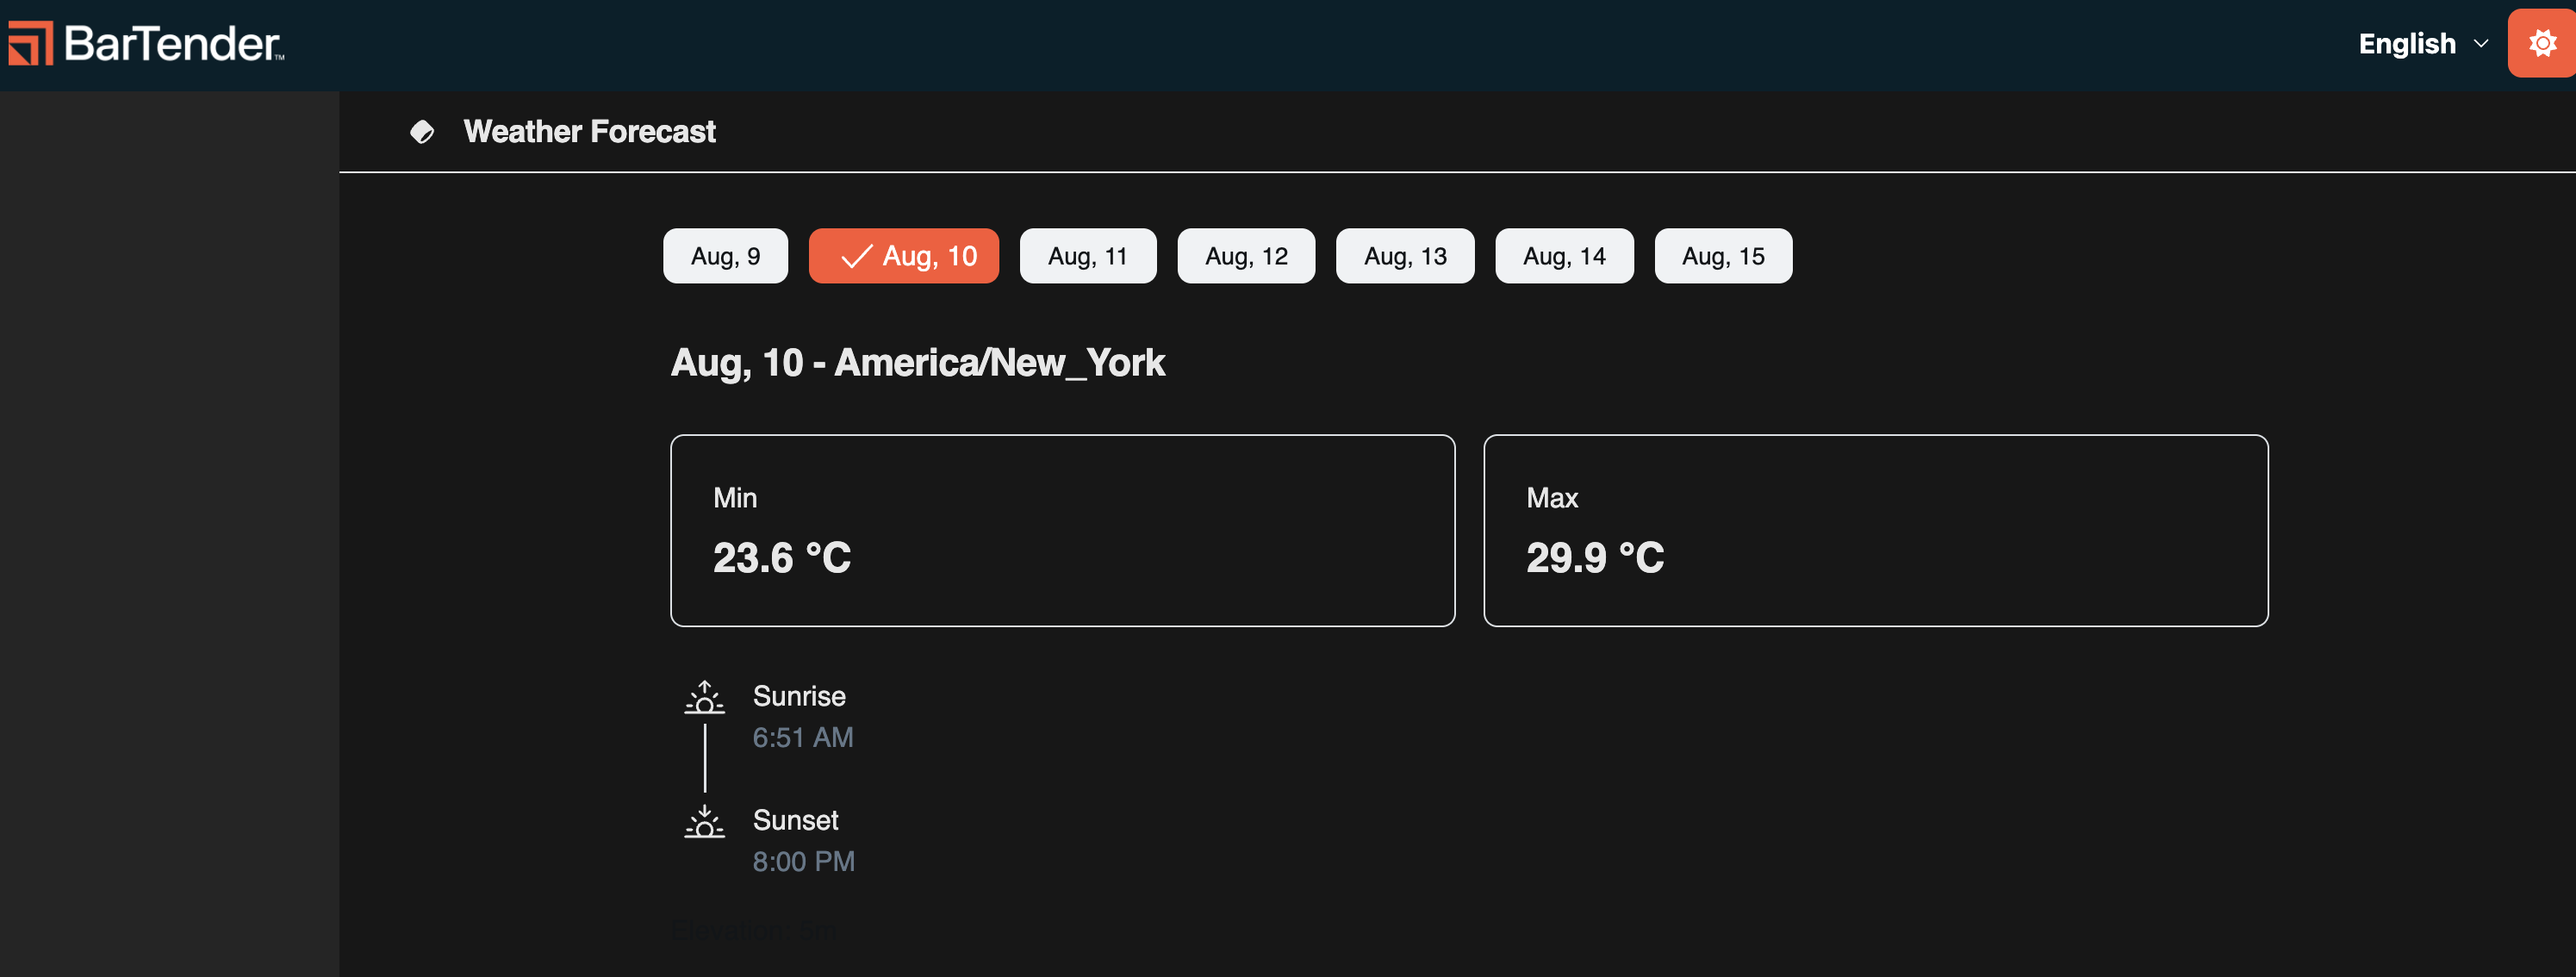 BarTender™
English
Weather Forecast
Aug, 9
Aug, 10
Aug, 11
Aug, 12
Aug, 13
Aug, 14
Aug, 15
Aug, 10 - America/New_York
Min
23.6 °C
Max
29.9 °C
Sunrise
6:51 AM
Sunset
8:00 PM
Elevation: 5m